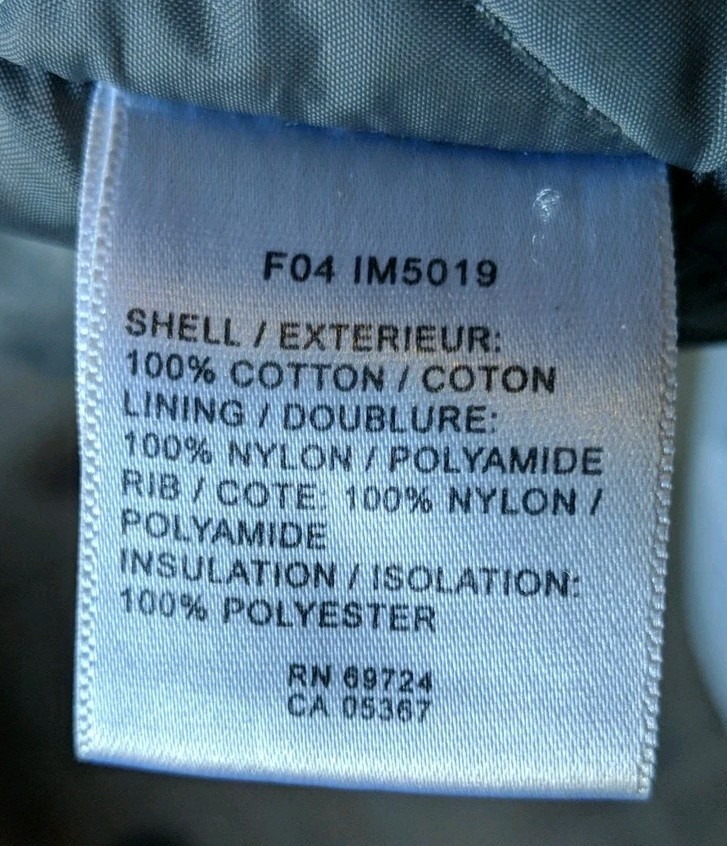 F04 IM5019
SHELL / EXTERIEUR:
100% COTTON / COTON
LINING / DOUBLURE:
100% NYLON / POLYAMIDE
RIB / COTE: 100% NYLON /
POLYAMIDE
INSULATION / ISOLATION:
100% POLYESTER
RN 69724
CA 05367